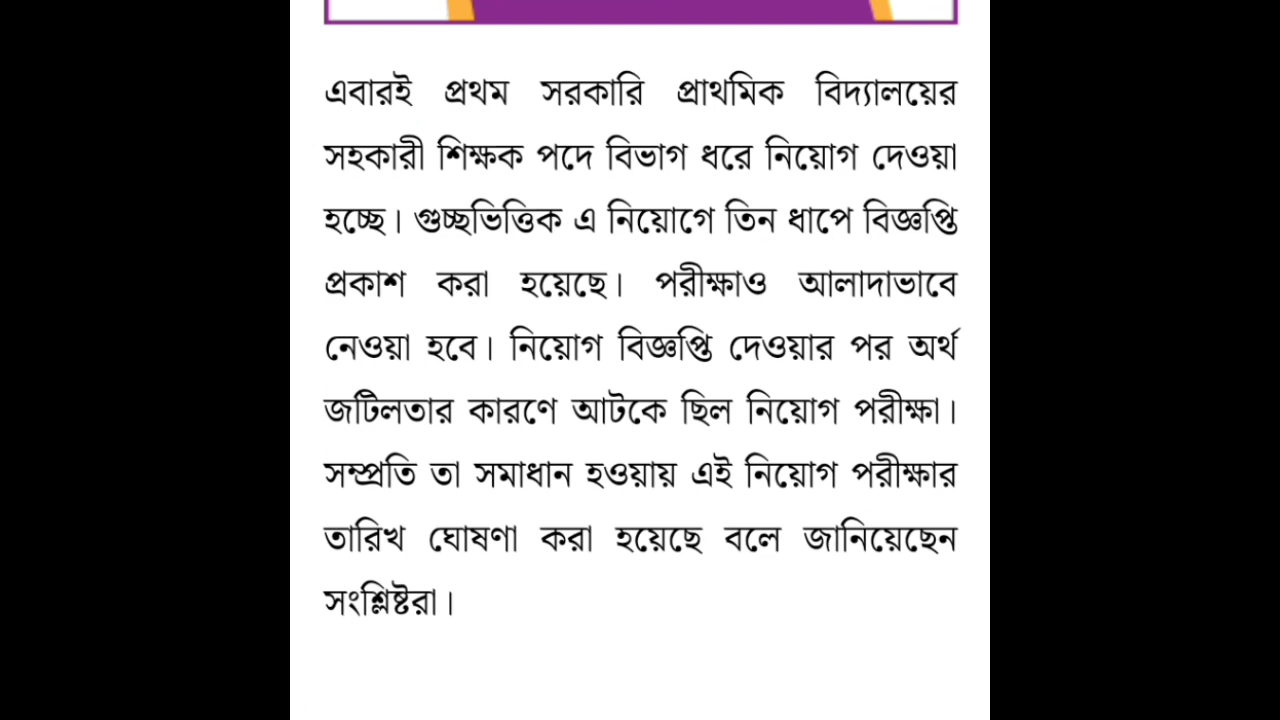 এবারই প্রথম সরকারি প্রাথমিক বিদ্যালয়ের
সহকারী শিক্ষক পদে বিভাগ ধরে নিয়োগ দেওয়া
হচ্ছে। গুচ্ছভিত্তিক এ নিয়োগে তিন ধাপে বিজ্ঞপ্তি
প্রকাশ করা হয়েছে। পরীক্ষাও আলাদাভাবে
নেওয়া হবে। নিয়োগ বিজ্ঞপ্তি দেওয়ার পর অর্থ
জটিলতার কারণে আটকে ছিল নিয়োগ পরীক্ষা।
সম্প্রতি তা সমাধান হওয়ায় এই নিয়োগ পরীক্ষার
তারিখ ঘোষণা করা হয়েছে বলে জানিয়েছেন
সংশ্লিষ্টরা।